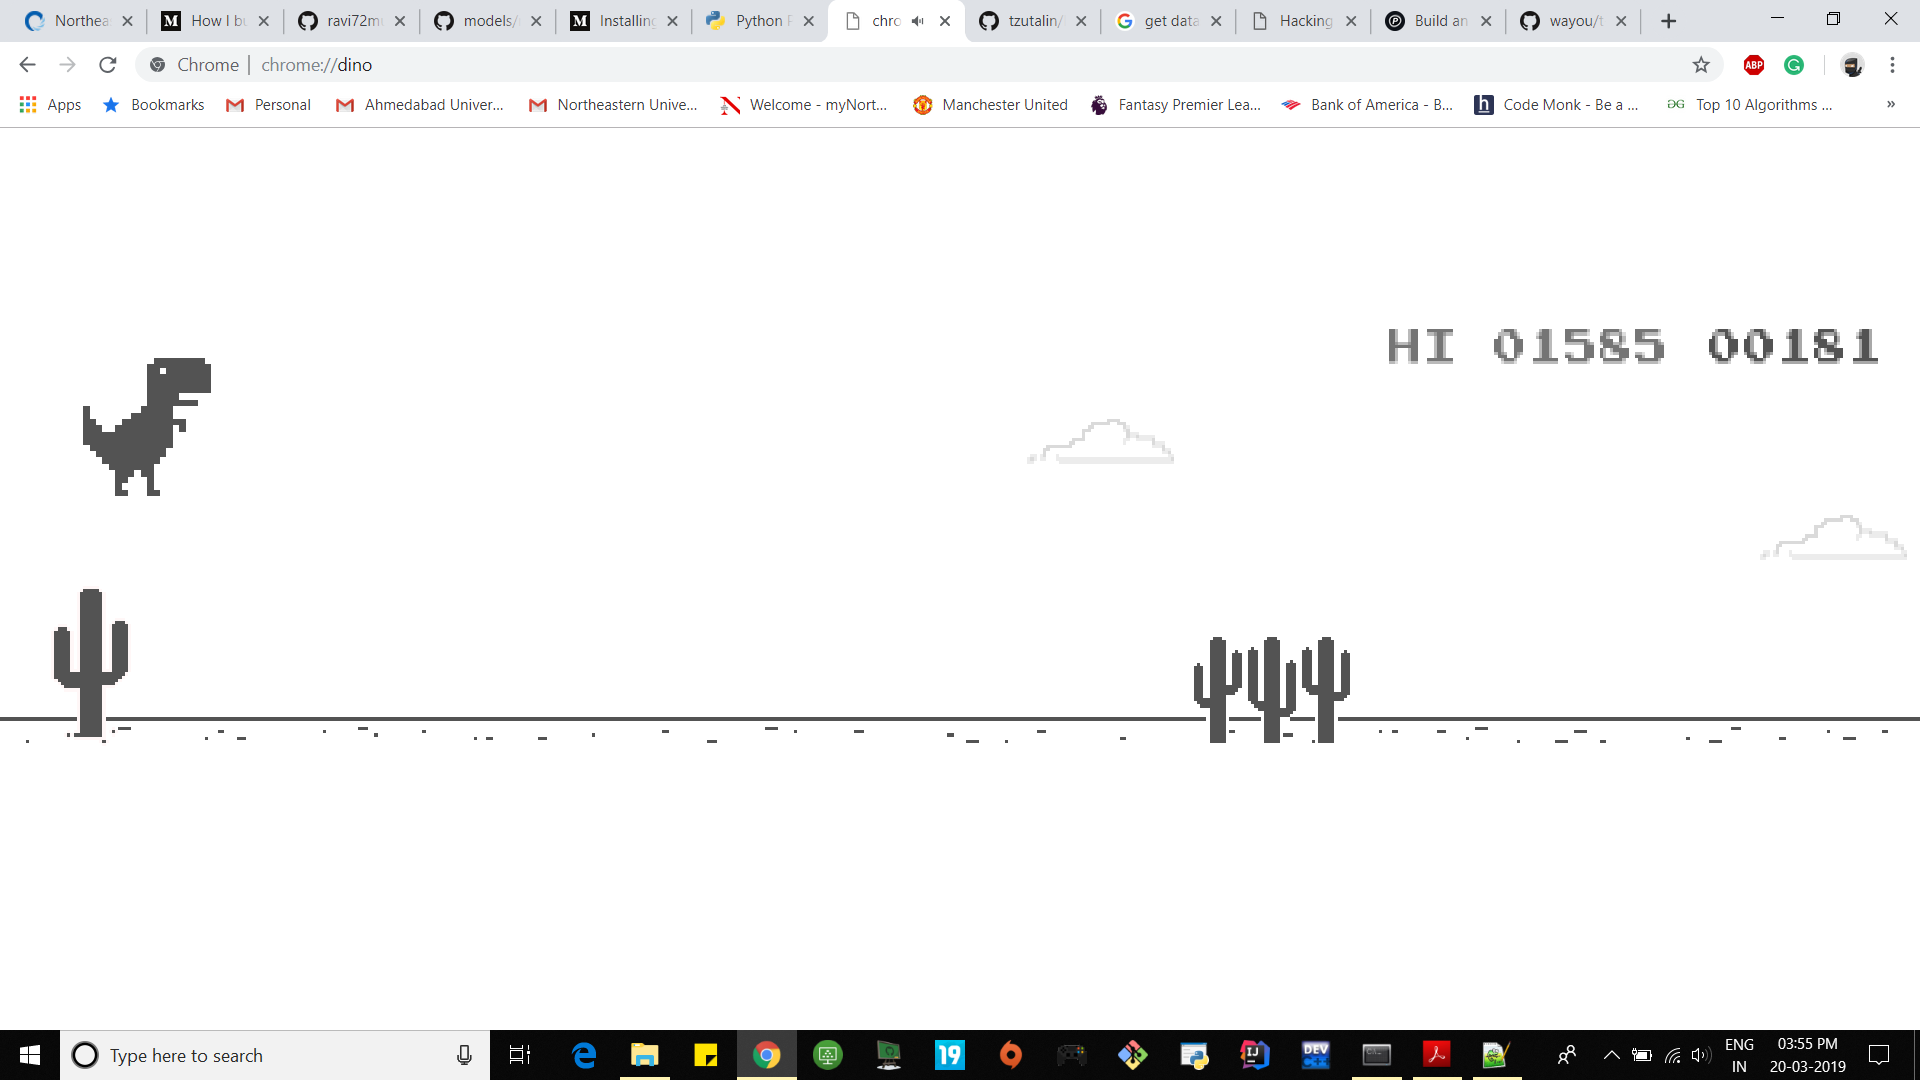 Northea How I bu ravi72mu models/ Installing Python chro tzutalin/ get data Hacking Build an wayou/t
Chrome chrome://dino
Apps Bookmarks Personal Ahmedabad Univer... Northeastern Unive... Welcome - myNort... Manchester United Fantasy Premier Lea... Bank of America - B... Code Monk - Be a ... Top 10 Algorithms ... »
HI 01585 00181
Type here to search 19 DEV ENG 03:55 PM
IN 20-03-2019